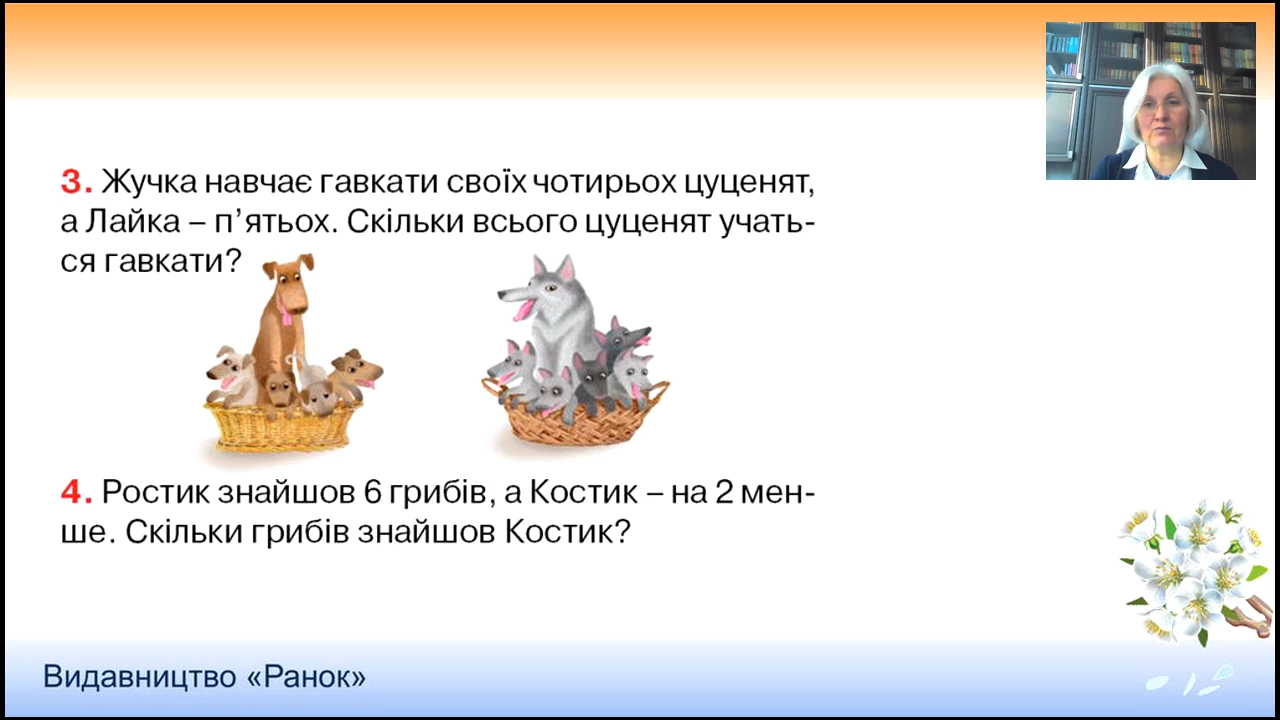 3. Жучка навчає гавкати своїх чотирьох цуценят,
а Лайка – п’ятьох. Скільки всього цуценят учать-
ся гавкати?
4. Ростик знайшов 6 грибів, а Костик – на 2 мен-
ше. Скільки грибів знайшов Костик?
Видавництво «Ранок»